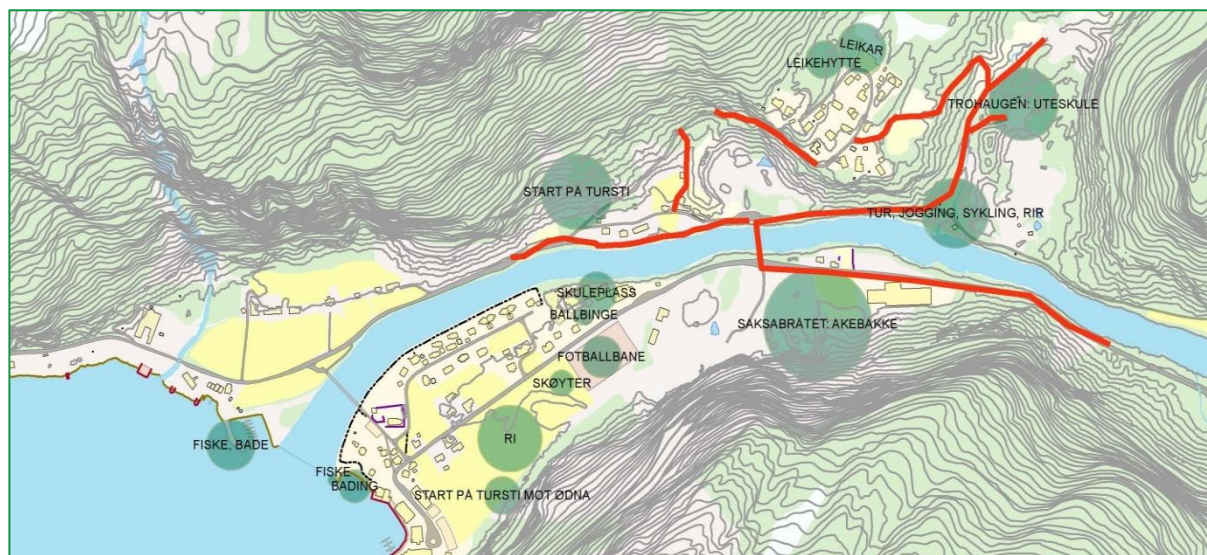 LEIKAR
LEIKEHYTTE
TROHAUGEN: UTESKULE
START PÅ TURSTI
TUR, JOGGING, SYKLING, RIR
SKULEPLASS
BALLBINGE
SAKSABRÅTET: AKEBAKKE
FOTBALLBANE
SKØYTER
RI
FISKE, BADE
FISKE
BADING
START PÅ TURSTI MOT ØDNA